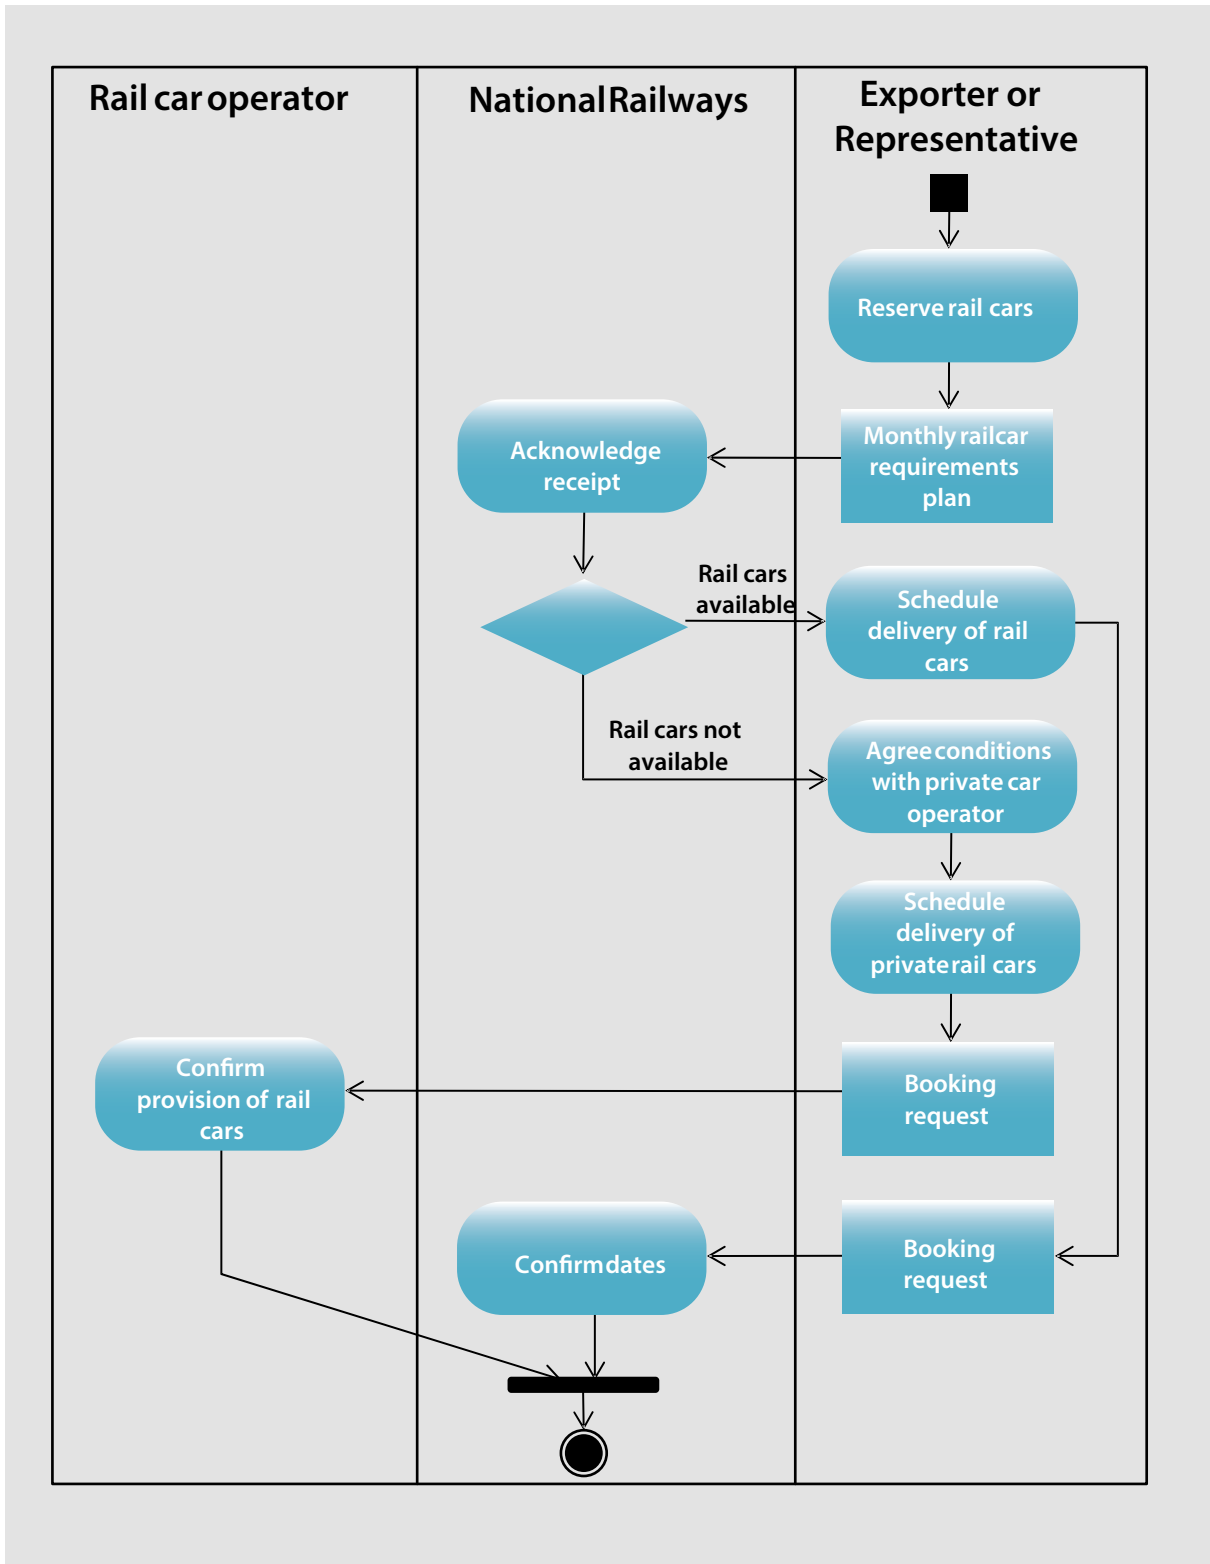 Rail car operator
National Railways
Exporter or
Representative
Reserve rail cars
Monthly railcar
requirements
plan
Acknowledge
receipt
Rail cars
available
Schedule
delivery of rail
cars
Rail cars not
available
Agree conditions
with private car
operator
Schedule
delivery of
private rail cars
Confirm
provision of rail
cars
Booking
request
Confirm dates
Booking
request